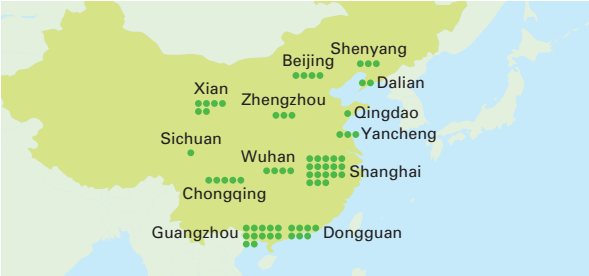 Shenyang
Beijing
Dalian
Xian
Zhengzhou
Qingdao
Yancheng
Sichuan
Wuhan
Shanghai
Chongqing
Guangzhou
Dongguan